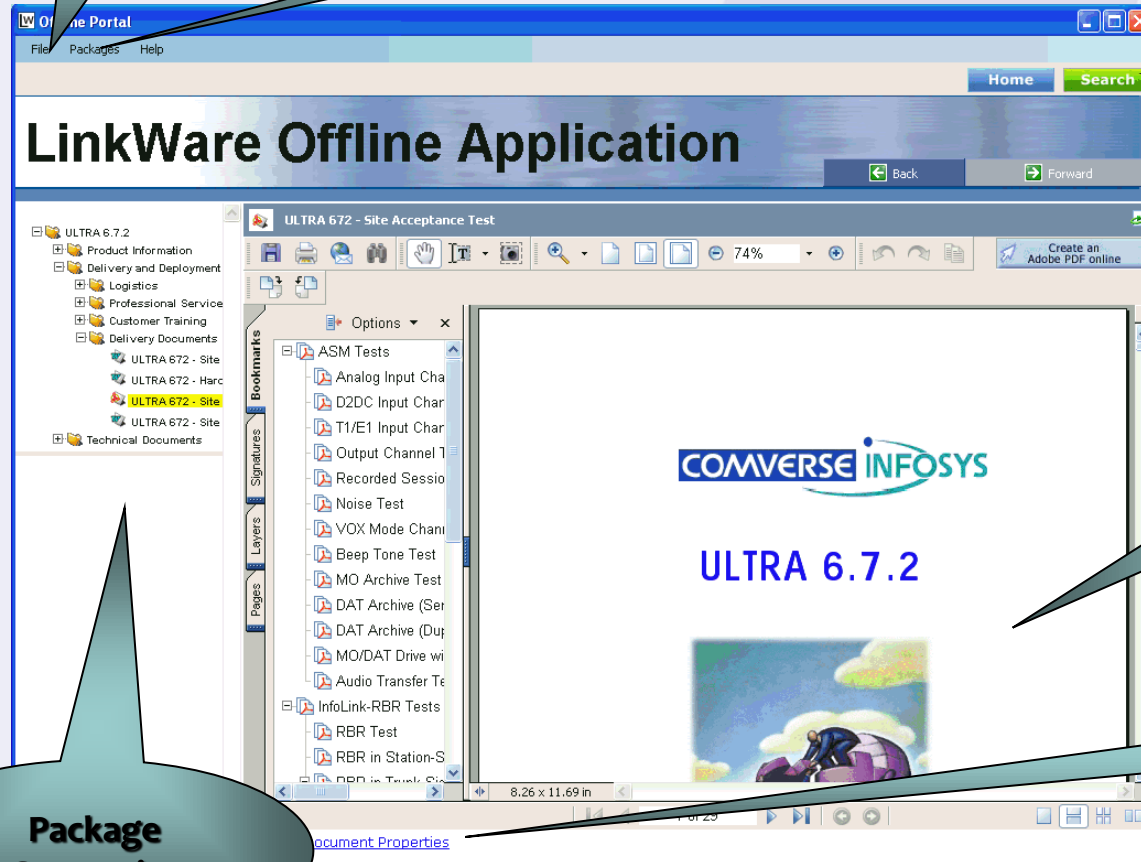 Portal
File Packages Help
Home Search
LinkWare Offline Application
Back Forward
ULTRA 6.7.2
Product Information
Delivery and Deployment
Logistics
Professional Service
Customer Training
Delivery Documents
ULTRA 672 - Site
ULTRA 672 - Hard
ULTRA 672 - Site
ULTRA 672 - Site
Technical Documents
ULTRA 672 - Site Acceptance Test
74%
Create an
Adobe PDF online
Options
Bookmarks
Signatures
Layers
Pages
ASM Tests
Analog Input Cha
D2DC Input Char
T1/E1 Input Char
Output Channel T
Recorded Sessio
Noise Test
VOX Mode Chann
Beep Tone Test
MO Archive Test
DAT Archive (Ser
DAT Archive (Dup
MO/DAT Drive wi
Audio Transfer Te
InfoLink-RBR Tests
RBR Test
RBR in Station-S
COMVERSE INFOSYS
ULTRA 6.7.2
8.26 x 11.69 in
of 29
ocument Properties
Package